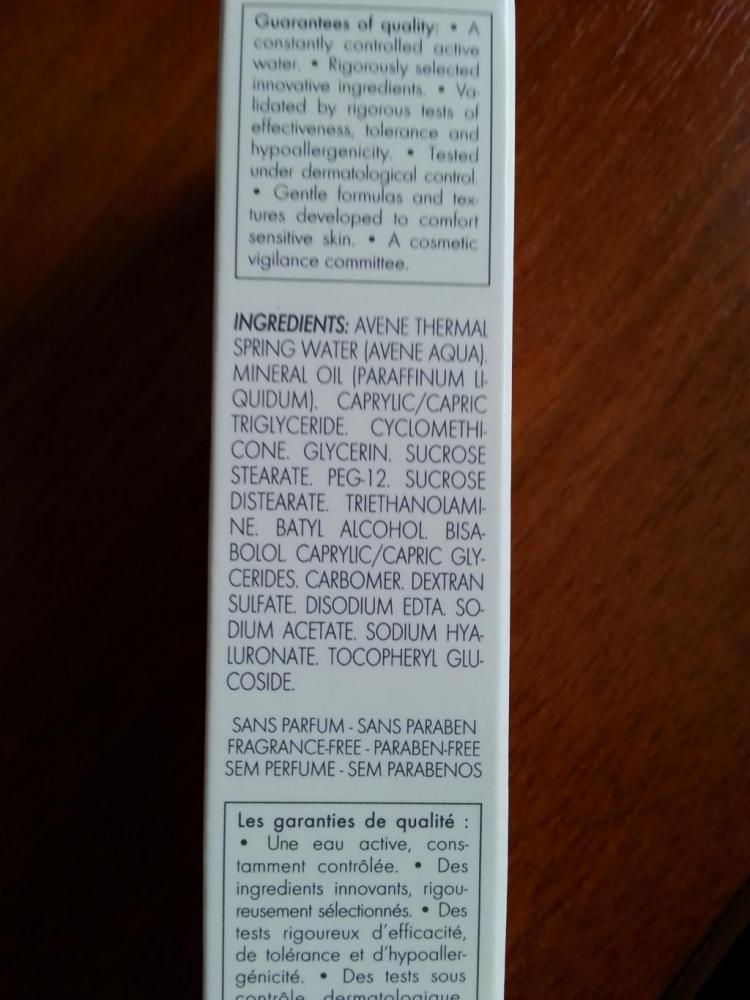 Guarantees of quality: • A
constantly controlled active
water. • Rigorously selected
innovative ingredients. • Va-
lidated by rigorous tests of
effectiveness, tolerance and
hypoallergenicity. • Tested
under dermatological control.
• Gentle formulas and tex-
tures developed to comfort
sensitive skin. • A cosmetic
vigilance committee.
INGREDIENTS: AVENE THERMAL
SPRING WATER (AVENE AQUA).
MINERAL OIL (PARAFFINUM LI-
QUIDUM). CAPRYLIC/CAPRIC
TRIGLYCERIDE. CYCLOMETHI-
CONE. GLYCERIN. SUCROSE
STEARATE. PEG-12. SUCROSE
DISTEARATE. TRIETHANOLAMI-
NE. BATYL ALCOHOL. BISA-
BOLOL. CAPRYLIC/CAPRIC GLY-
CERIDES. CARBOMER. DEXTRAN
SULFATE. DISODIUM EDTA. SO-
DIUM ACETATE. SODIUM HYA-
LURONATE. TOCOPHERYL GLU-
COSIDE.
SANS PARFUM - SANS PARABEN
FRAGRANCE-FREE - PARABEN-FREE
SEM PERFUME - SEM PARABENOS
Les garanties de qualité :
• Une eau active, cons-
tamment contrôlée. • Des
ingredients innovants, rigou-
reusement sélectionnés. • Des
tests rigoureux d'efficacité,
de tolérance et d'hypoaller-
génicité. • Des tests sous
contrôle dermatologique.